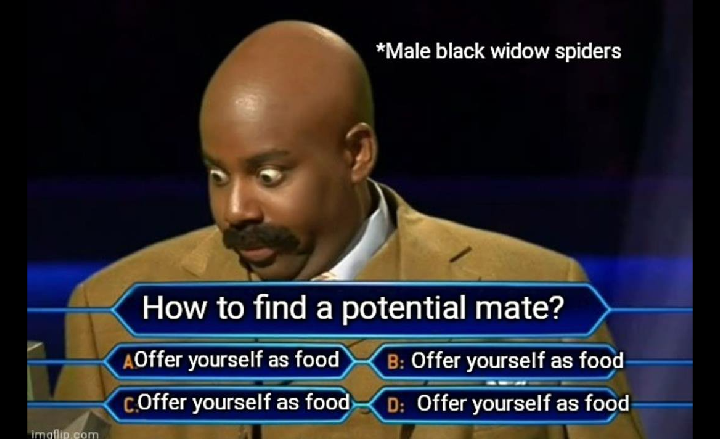 *Male black widow spiders
How to find a potential mate?
A Offer yourself as food
B: Offer yourself as food
C. Offer yourself as food
D: Offer yourself as food
imgflip.com